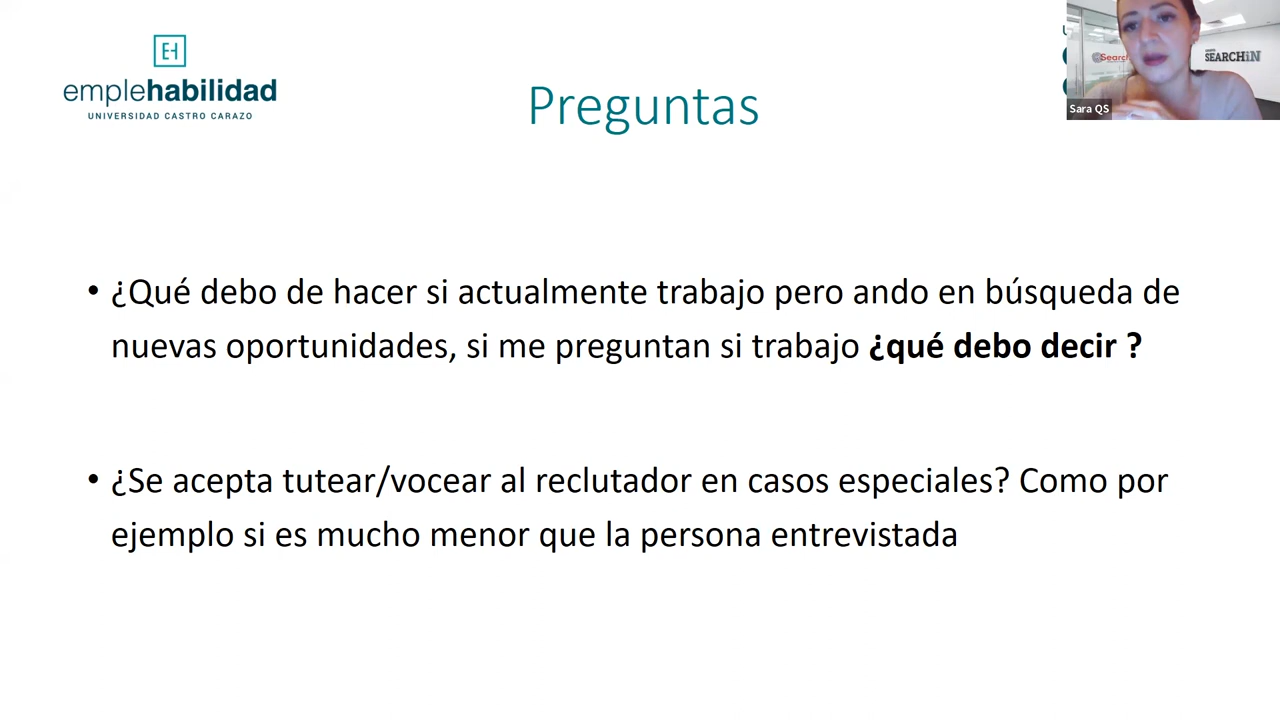 EH
emplehabilidad
UNIVERSIDAD CASTRO CARAZO
Preguntas
Search
SEARCHiN
Sara QS
• ¿Qué debo de hacer si actualmente trabajo pero ando en búsqueda de
nuevas oportunidades, si me preguntan si trabajo ¿qué debo decir ?
• ¿Se acepta tutear/vocear al reclutador en casos especiales? Como por
ejemplo si es mucho menor que la persona entrevistada